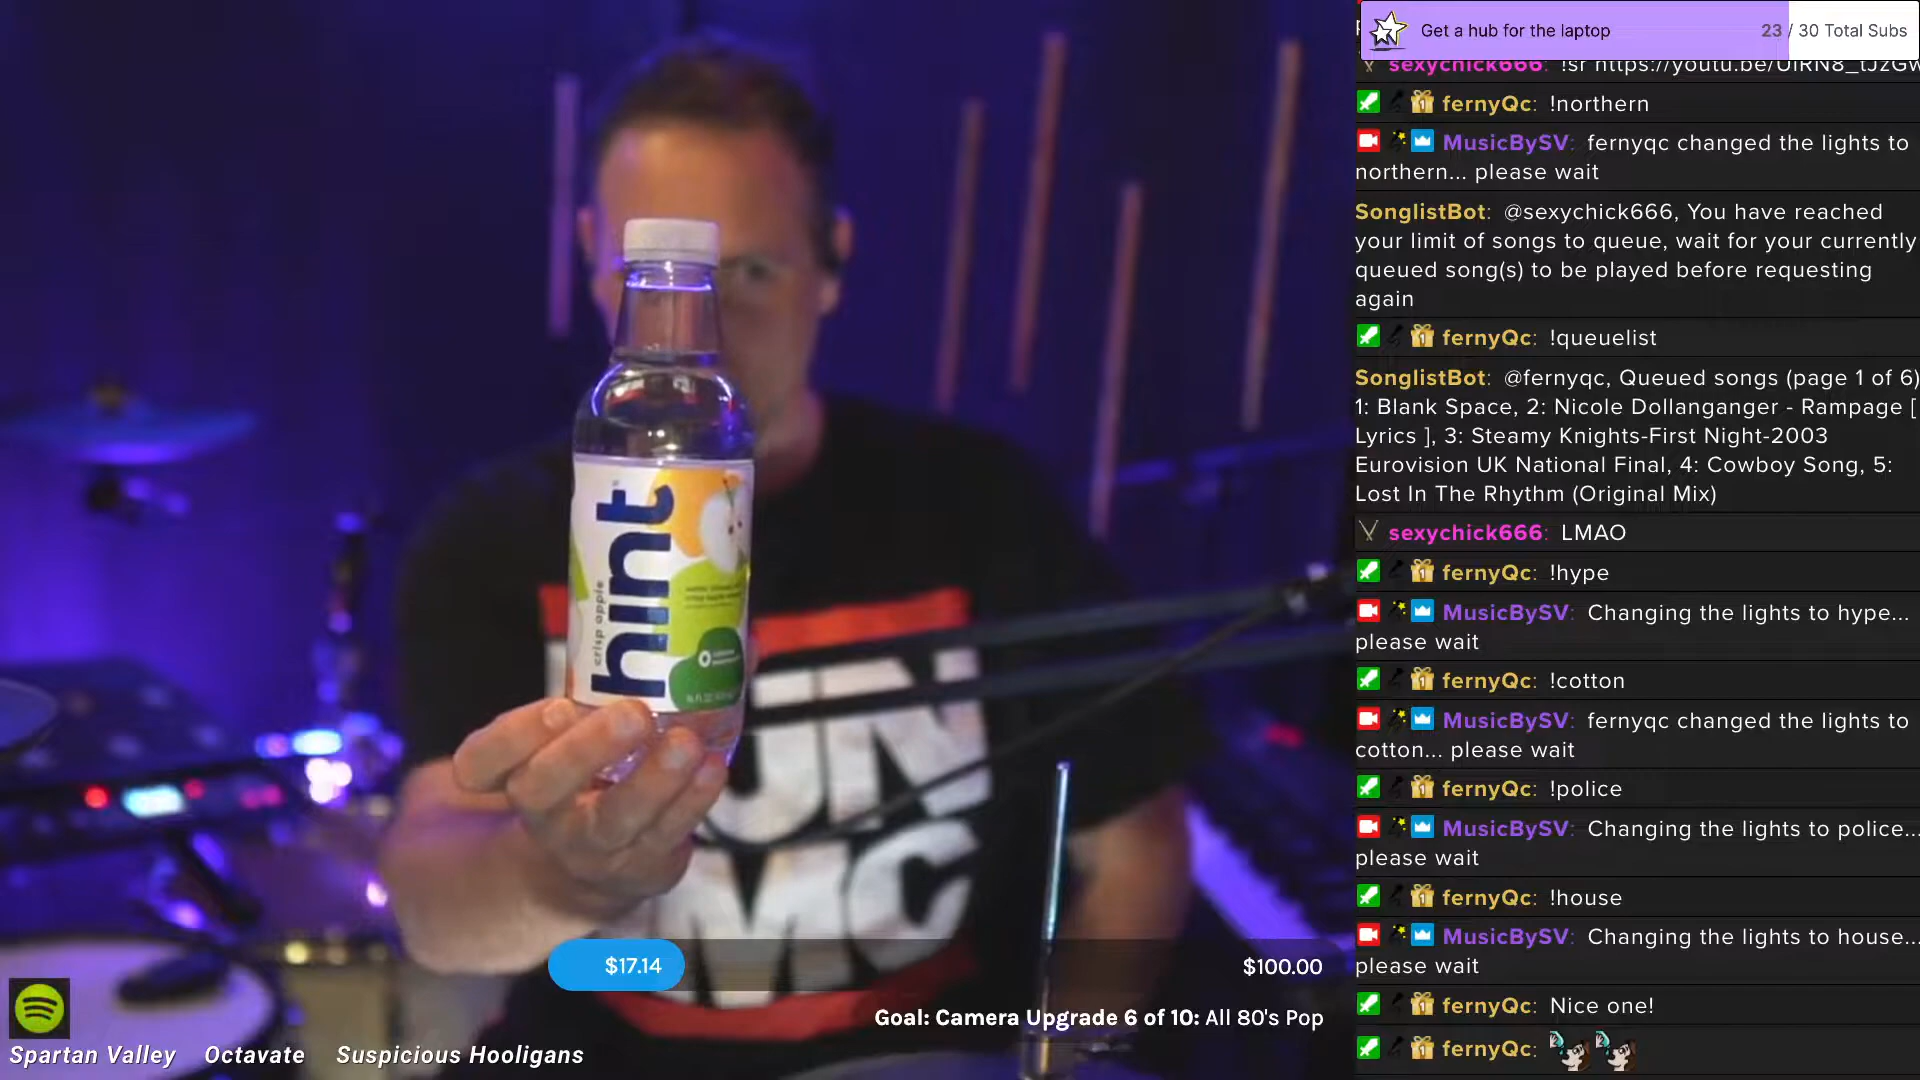 Get a hub for the laptop
23 / 30 Total Subs
sexychick666: !sr
fernyQc: !northern
MusicBySV: fernyqc changed the lights to
northern... please wait
SonglistBot: @sexychick666, You have reached
your limit of songs to queue, wait for your currently
queued song(s) to be played before requesting
again
fernyQc: !queuelist
SonglistBot: @fernyqc, Queued songs (page 1 of 6)
1: Blank Space, 2: Nicole Dollanganger - Rampage [
Lyrics ], 3: Steamy Knights-First Night-2003
Eurovision UK National Final, 4: Cowboy Song, 5:
Lost In The Rhythm (Original Mix)
sexychick666: LMAO
fernyQc: !hype
MusicBySV: Changing the lights to hype...
please wait
fernyQc: !cotton
MusicBySV: fernyqc changed the lights to
cotton... please wait
fernyQc: !police
MusicBySV: Changing the lights to police...
please wait
fernyQc: !house
MusicBySV: Changing the lights to house...
please wait
fernyQc: Nice one!
fernyQc:
hint
crisp apple
MC
$17.14
$100.00
Goal: Camera Upgrade 6 of 10: All 80's Pop
Spartan Valley Octavate Suspicious Hooligans